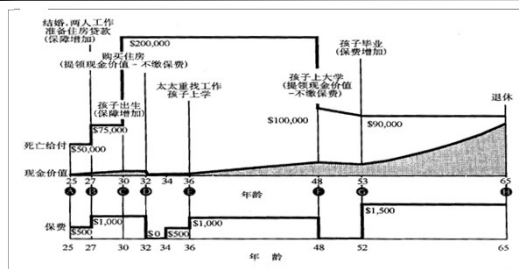 结婚,两人工作
准备住房贷款
(保障增加)
$200,000
购买住房
(提领现金价值-不缴保费)
孩子毕业
(保费增加)
太太重找工作
孩子上学
孩子上大学
(提领现金价值
-不缴保费)
孩子出生
(保障增加)
退休
$100,000
$90,000
$75,000
死亡给付
$50,000
现金价值
25 27 30 32 34 36 48 53 65
A B C D E F G H
年龄
保费
$500
$1,000
$0
$500
$1,000
$1,500
25 27 30 32 34 36 48 52 65
年 龄